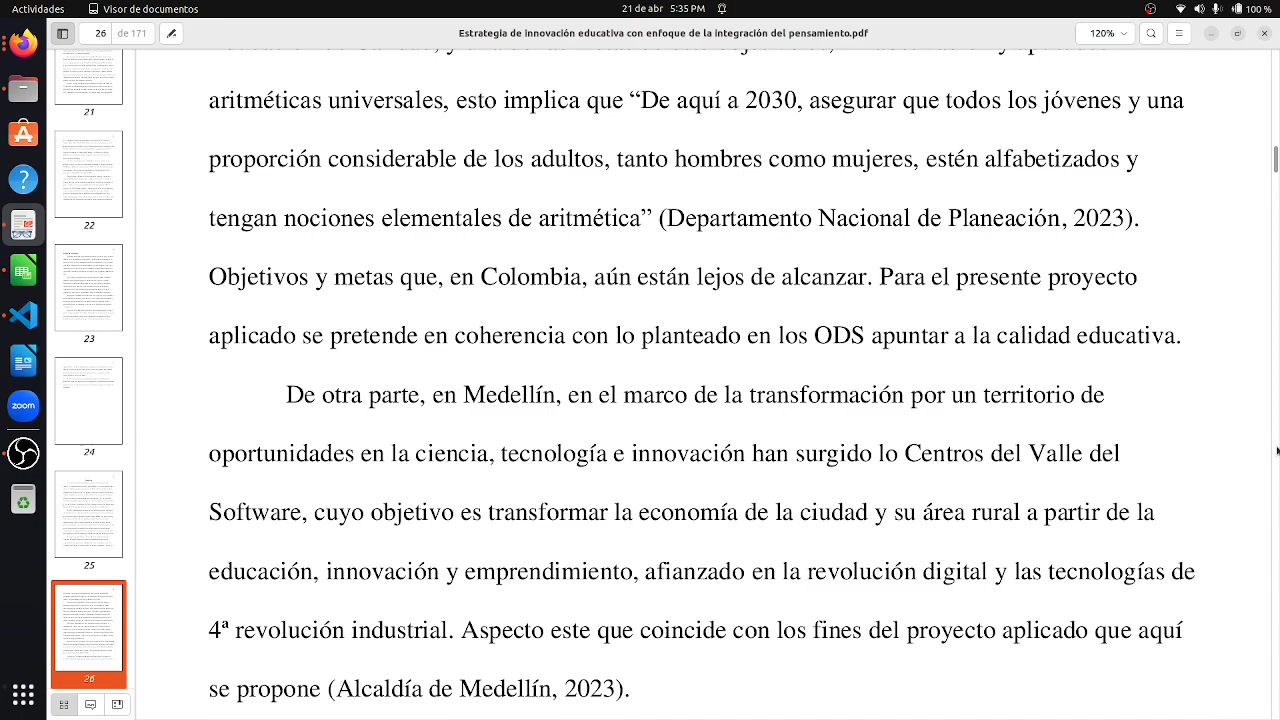 Actividades
Visor de documentos
21 de abr 5:35 PM
100 %
26
de 171
Estrategia de innovación educativa con enfoque de la integración del pensamiento.pdf
120%
aritméticas universales, esto implica que “De aquí a 2030, asegurar que todos los jóvenes y una
proporción considerable de los adultos, tanto hombres como mujeres, estén alfabetizados y
tengan nociones elementales de aritmética” (Departamento Nacional de Planeación, 2023).
Objetivos y metas que, en Colombia, aún están lejos de alcanzar. Para el presente proyecto
aplicado se pretende en coherencia con lo planteado en los ODS apuntar a la calidad educativa.
De otra parte, en Medellín, en el marco de la transformación por un territorio de
oportunidades en la ciencia, tecnología e innovación han surgido lo Centros del Valle del
Software, cuyo objetivo es transformar la economía de la ciudad y su área rural a partir de la
educación, innovación y emprendimiento, afianzado en la revolución digital y las tecnologías de
4ª revolución industrial. Aspecto este que coincide con los fines del proyecto aplicado que aquí
se propone (Alcaldía de Medellín, 2023).
21
22
23
24
25
26
zoom